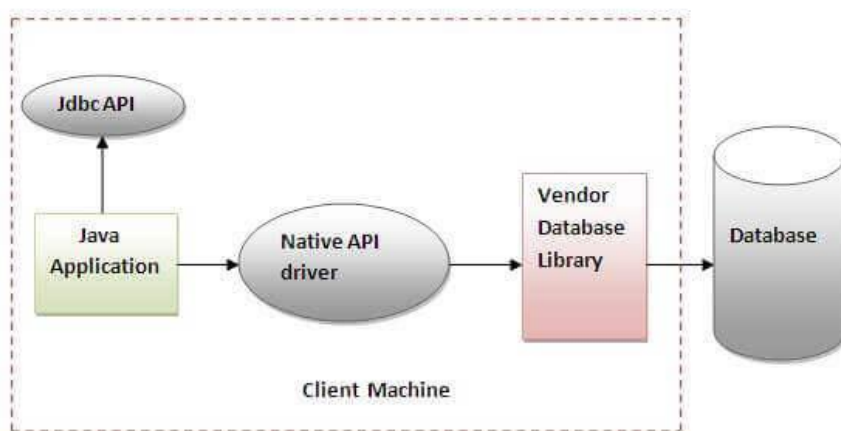 Jdbc API
Java
Application
Native API
driver
Vendor
Database
Library
Database
Client Machine